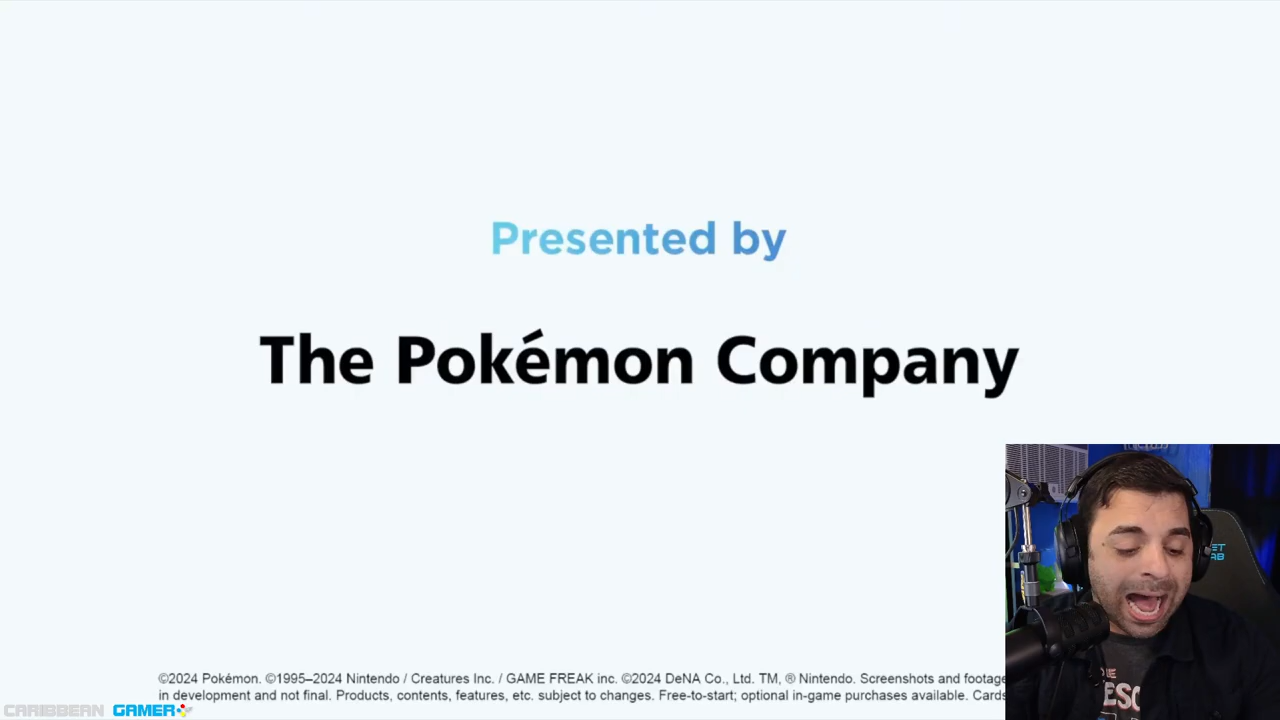 Presented by
The Pokémon Company
©2024 Pokémon. ©1995–2024 Nintendo / Creatures Inc. / GAME FREAK inc. ©2024 DeNA Co., Ltd. TM, ® Nintendo. Screenshots and footage
in development and not final. Products, contents, features, etc. subject to changes. Free-to-start; optional in-game purchases available. Cards
CARIBBEAN GAMER